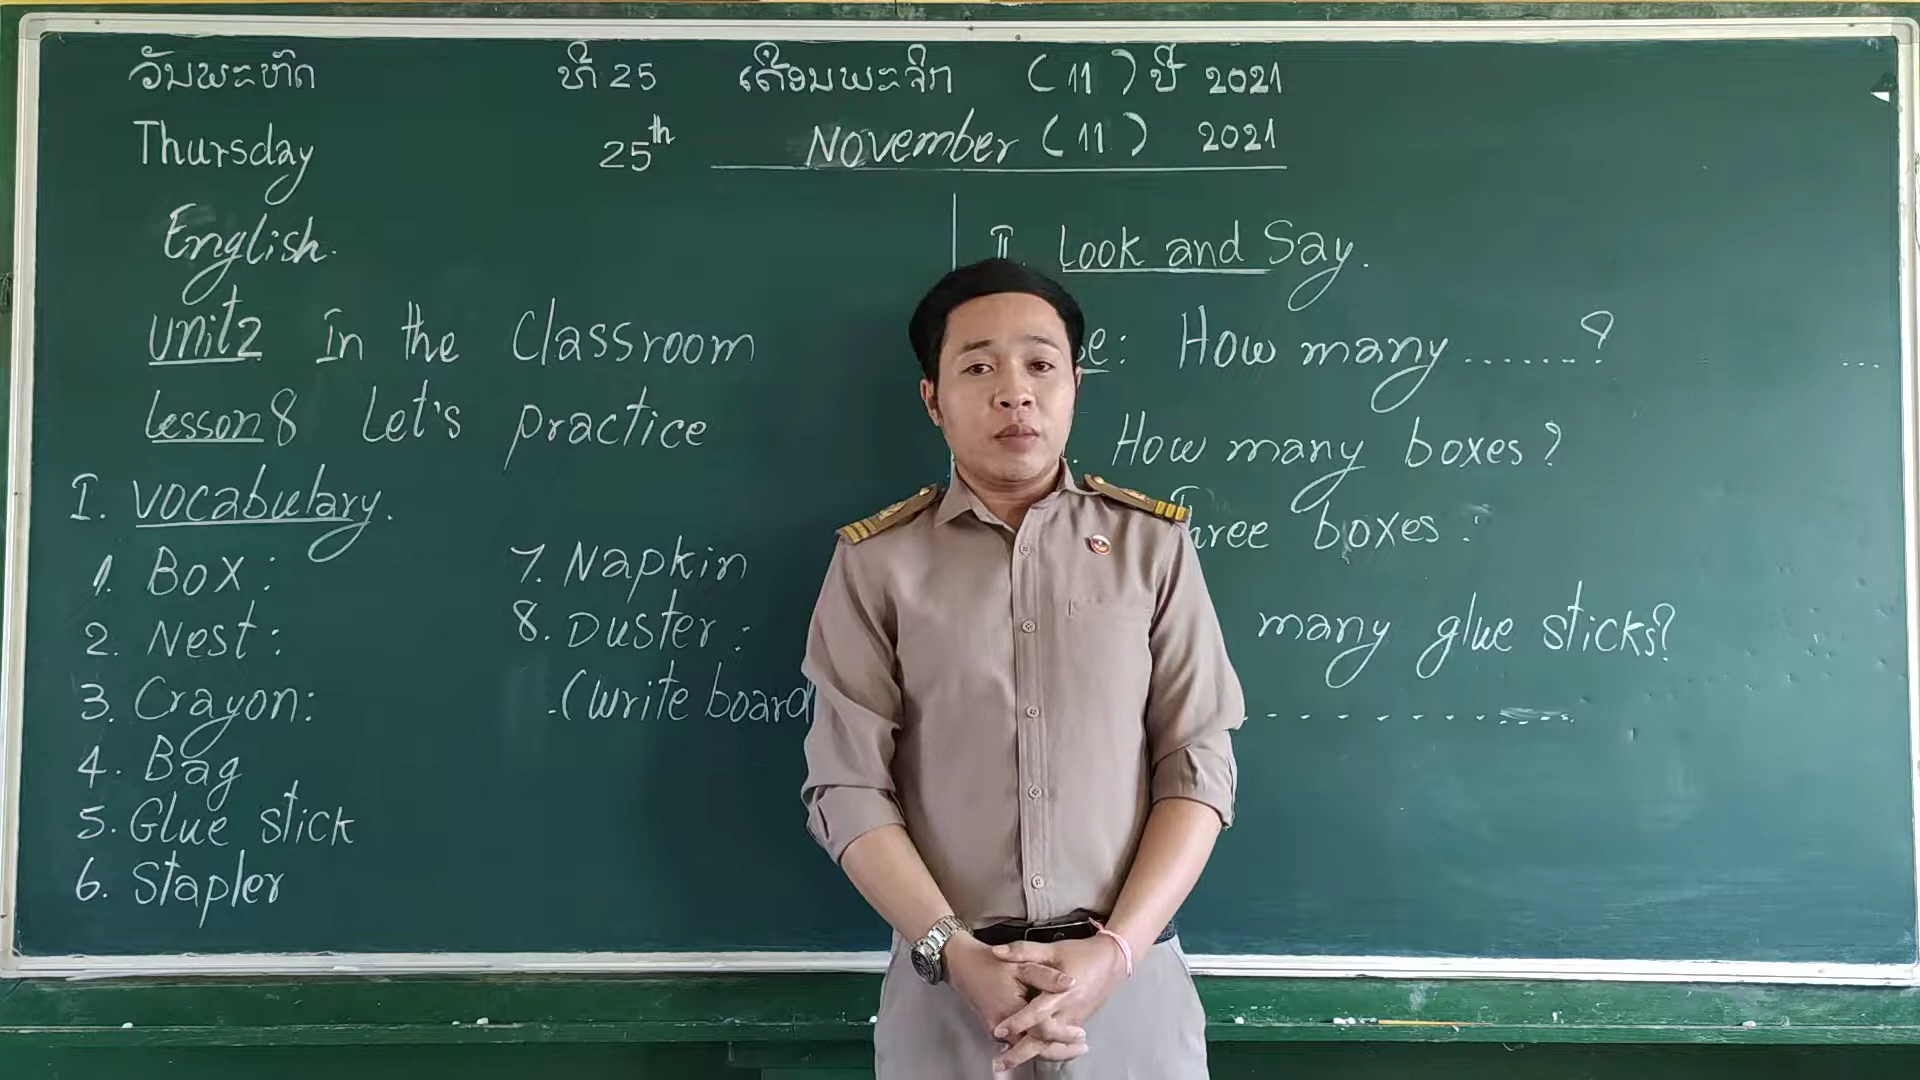 ວັນພະຫັດ ທີ 25 ເດືອນພະຈິກ (11) ປີ 2021
Thursday 25th November (11) 2021
English.
Unit2 In the Classroom
Lesson8 Let's practice
I. Vocabulary.
1. Box:
2. Nest:
3. Crayon:
4. Bag
5. Glue stick
6. Stapler
7. Napkin
8. Duster:
.(write board
II. Look and Say.
e: How many .......?
How many boxes?
Three boxes:
many glue sticks?